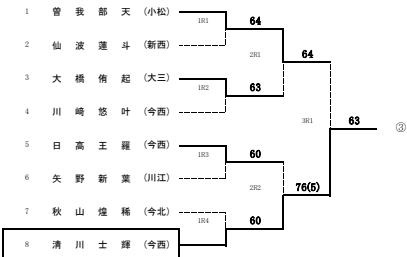 1 曽我部天 (小松)
1R1 64
2 仙波蓮斗 (新西)
2R1 64
3 大橋侑起 (大三)
1R2 63
4 川崎悠叶 (今西)
3R1 63 ③
5 日高王羅 (今西)
1R3 60
6 矢野新葉 (川江)
2R2 76(5)
7 秋山煌稀 (今北)
1R4 60
8 清川士輝 (今西)